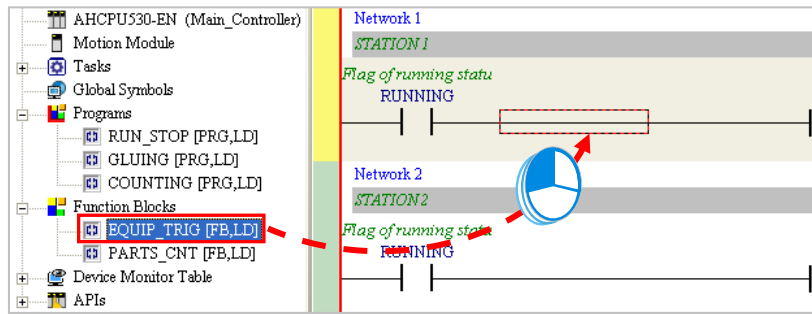 AHCPU530-EN (Main_Controller)
Motion Module
Tasks
Global Symbols
Programs
RUN_STOP [PRG,LD]
GLUING [PRG,LD]
COUNTING [PRG,LD]
Function Blocks
EQUIP_TRIG [FB,LD]
PARTS_CNT [FB,LD]
Device Monitor Table
APIs
Network 1
STATION 1
Flag of running statu
RUNNING
Network 2
STATION2
Flag of running statu
RUNNING